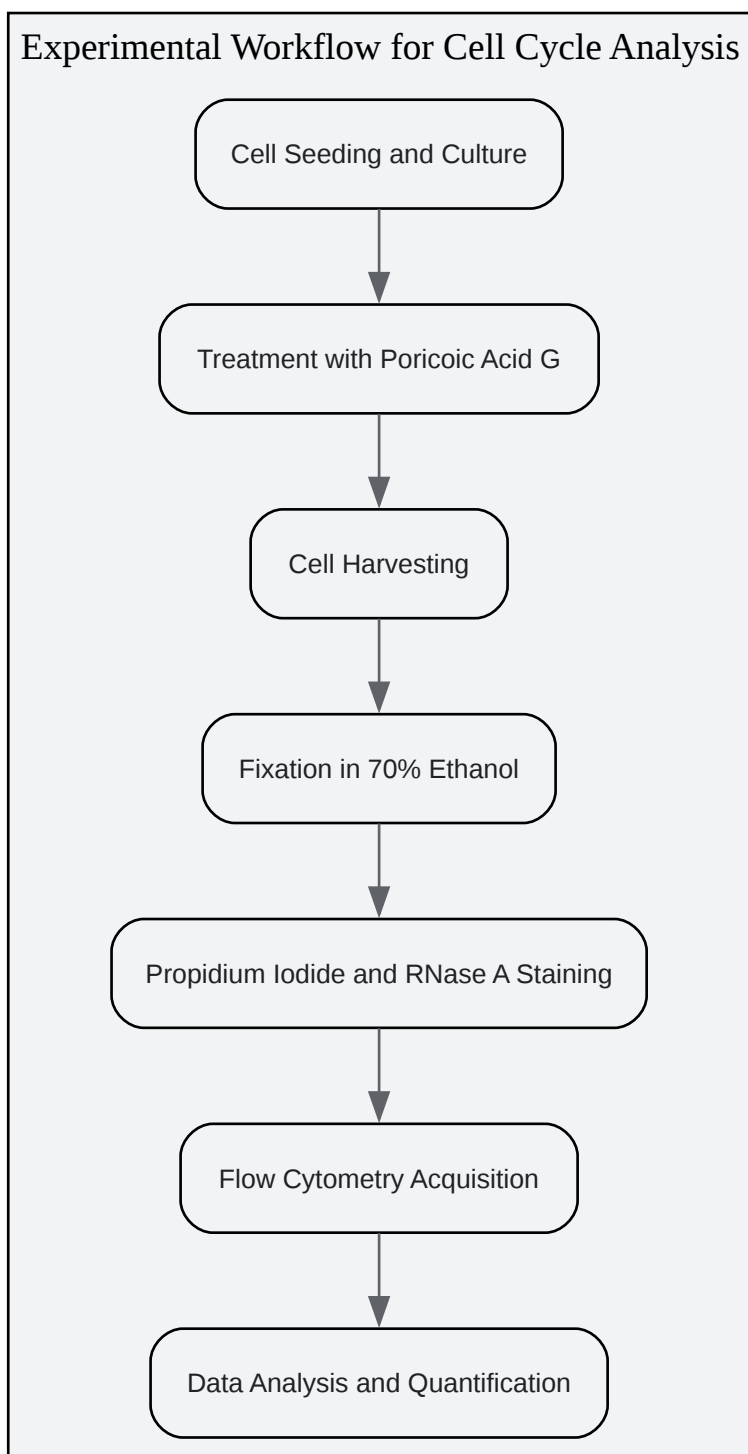 Experimental Workflow for Cell Cycle Analysis
Cell Seeding and Culture
Treatment with Poricoic Acid G
Cell Harvesting
Fixation in 70% Ethanol
Propidium Iodide and RNase A Staining
Flow Cytometry Acquisition
Data Analysis and Quantification